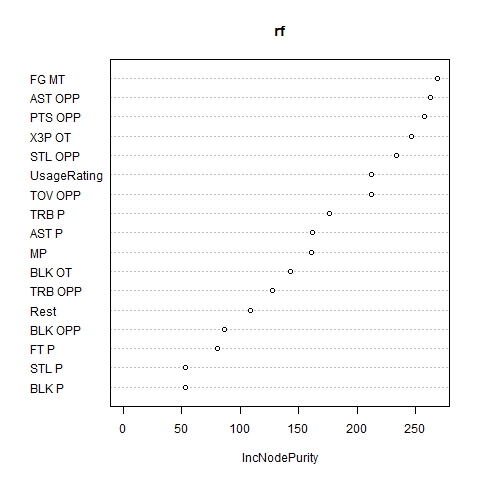 rf
FG MT
AST OPP
PTS OPP
X3P OT
STL OPP
UsageRating
TOV OPP
TRB P
AST P
MP
BLK OT
TRB OPP
Rest
BLK OPP
FT P
STL P
BLK P
0 50 100 150 200 250
IncNodePurity